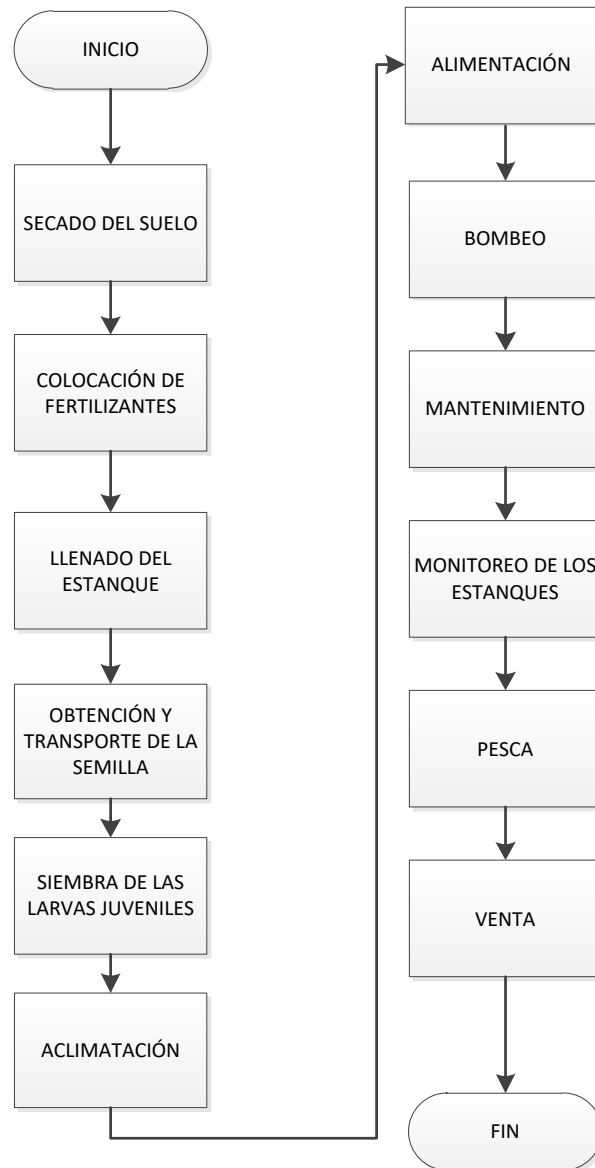 INICIO
SECADO DEL SUELO
COLOCACIÓN DE
FERTILIZANTES
LLENADO DEL
ESTANQUE
OBTENCIÓN Y
TRANSPORTE DE LA
SEMILLA
SIEMBRA DE LAS
LARVAS JUVENILES
ACLIMATACIÓN
ALIMENTACIÓN
BOMBEO
MANTENIMIENTO
MONITOREO DE LOS
ESTANQUES
PESCA
VENTA
FIN